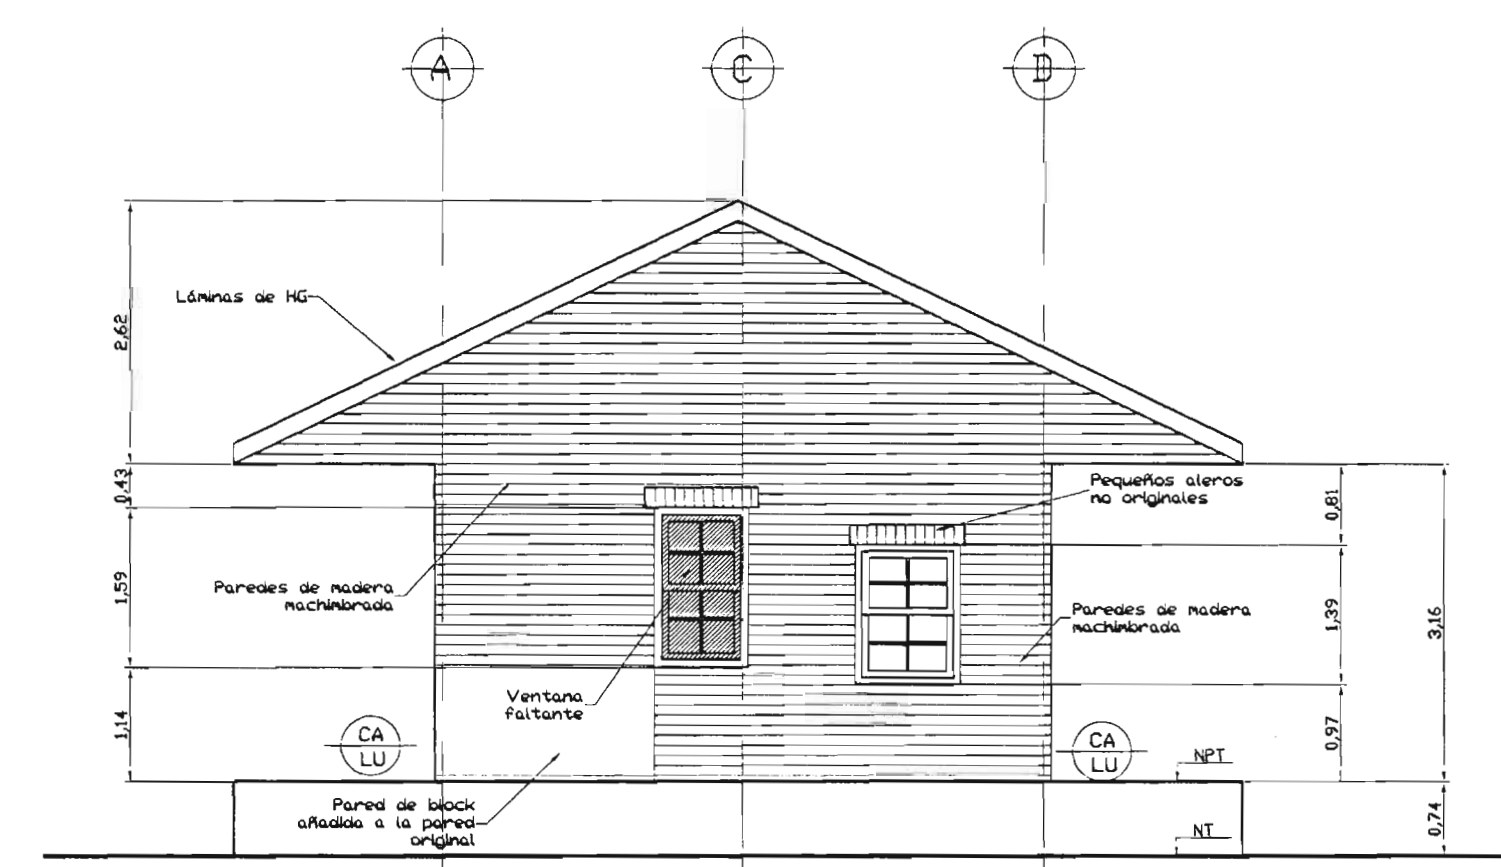 A C D
Láminas de HG
2,62
0,43
Pequeños aleros
no originales
0,81
1,59
Paredes de madera
machimbrada
Paredes de madera
machimbrada
1,39
3,16
Ventana
faltante
1,14
CA
LU
CA
LU
NPT
0,97
Pared de block
añadida a la pared
original
NT
0,74